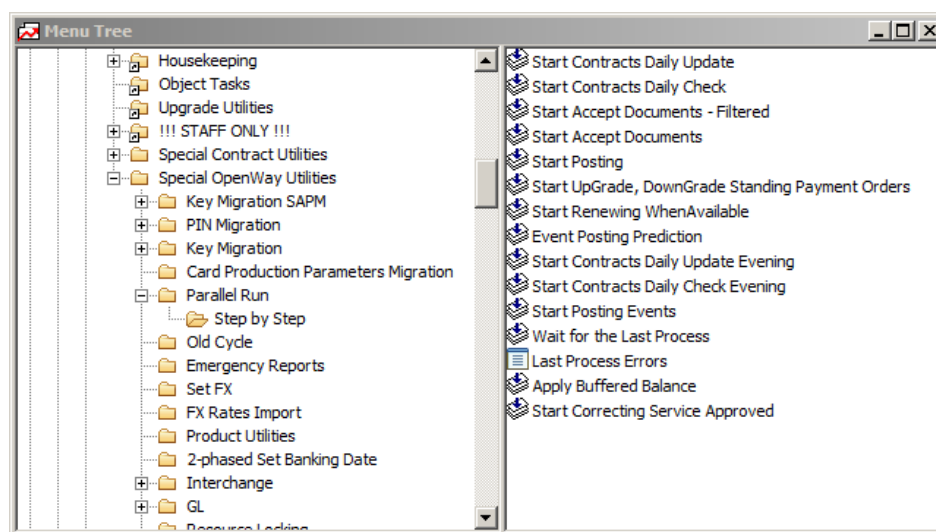 Menu Tree
Housekeeping
Object Tasks
Upgrade Utilities
!!! STAFF ONLY !!!
Special Contract Utilities
Special OpenWay Utilities
Key Migration SAPM
PIN Migration
Key Migration
Card Production Parameters Migration
Parallel Run
Step by Step
Old Cycle
Emergency Reports
Set FX
FX Rates Import
Product Utilities
2-phased Set Banking Date
Interchange
GL
Resource Locking
Start Contracts Daily Update
Start Contracts Daily Check
Start Accept Documents - Filtered
Start Accept Documents
Start Posting
Start UpGrade, DownGrade Standing Payment Orders
Start Renewing WhenAvailable
Event Posting Prediction
Start Contracts Daily Update Evening
Start Contracts Daily Check Evening
Start Posting Events
Wait for the Last Process
Last Process Errors
Apply Buffered Balance
Start Correcting Service Approved